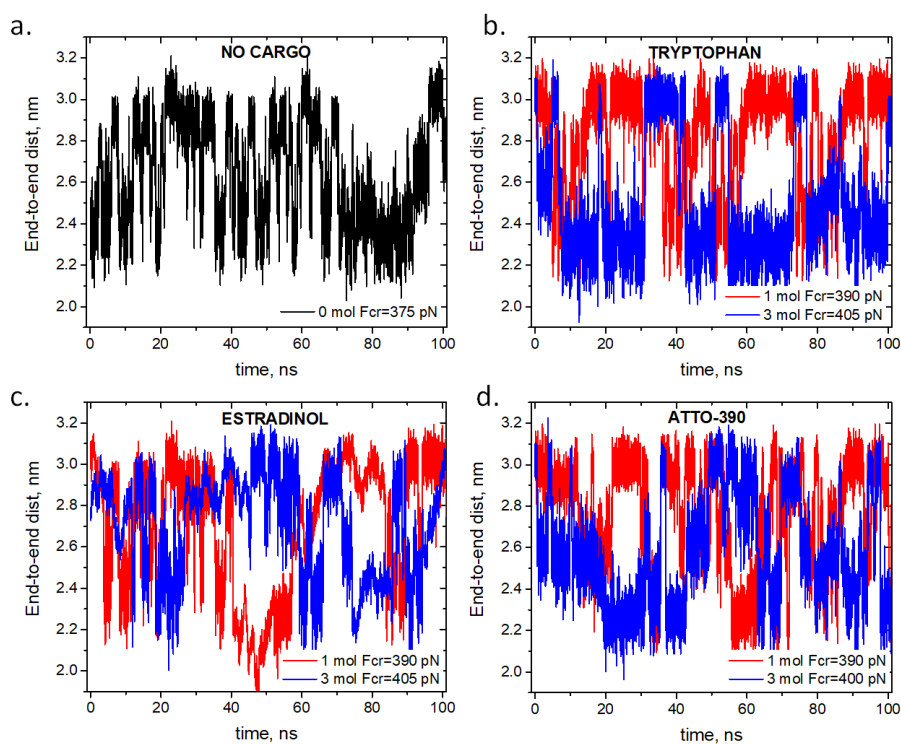 a.
NO CARGO
3.2
3.0
2.8
2.6
2.4
2.2
2.0
End-to-end dist, nm
0 mol Fcr=375 pN
0 20 40 60 80 100
time, ns
b.
TRYPTOPHAN
3.2
3.0
2.8
2.6
2.4
2.2
2.0
End-to-end dist, nm
1 mol Fcr=390 pN
3 mol Fcr=405 pN
0 20 40 60 80 100
time, ns
c.
ESTRADINOL
3.2
3.0
2.8
2.6
2.4
2.2
2.0
End-to-end dist, nm
1 mol Fcr=390 pN
3 mol Fcr=405 pN
0 20 40 60 80 100
time, ns
d.
ATTO-390
3.2
3.0
2.8
2.6
2.4
2.2
2.0
End-to-end dist, nm
1 mol Fcr=390 pN
3 mol Fcr=400 pN
0 20 40 60 80 100
time, ns